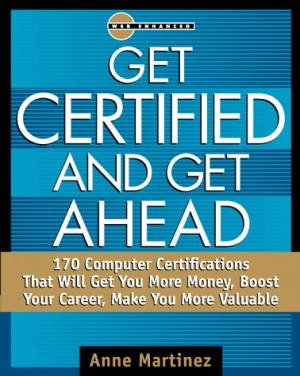 WEB ENHANCED
GET
CERTIFIED
AND GET
AHEAD
170 Computer Certifications
That Will Get You More Money, Boost
Your Career, Make You More Valuable
Anne Martinez